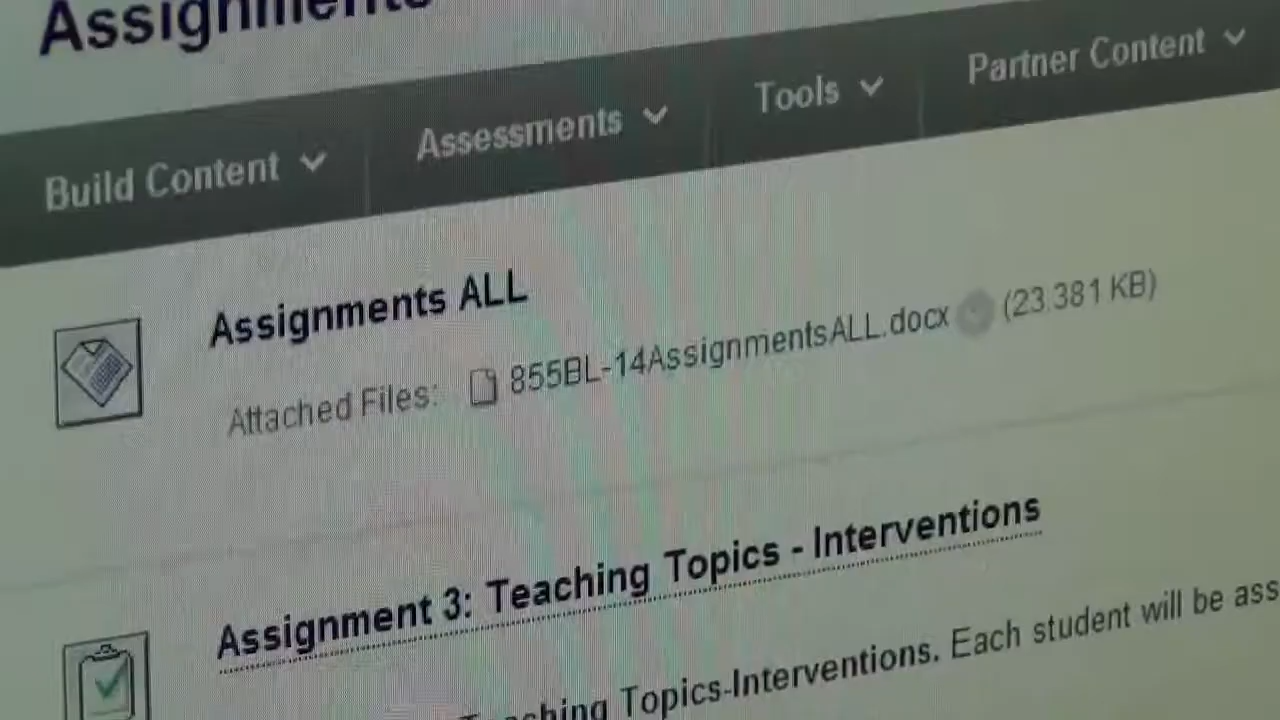 Assignments
Build Content Assessments Tools Partner Content
Assignments ALL
Attached Files: 855BL-14AssignmentsALL.docx (23.381 KB)
Assignment 3: Teaching Topics - Interventions
Topics-Interventions. Each student will be ass